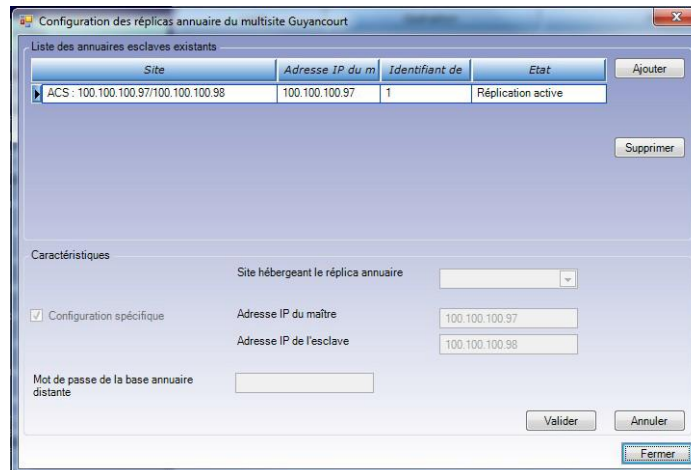 Configuration des réplicas annuaire du multisite Guyancourt
Liste des annuaires esclaves existants
Site Adresse IP du m Identifiant de Etat
ACS : 100.100.100.97/100.100.100.98 100.100.100.97 1 Réplication active
Ajouter
Supprimer
Caractéristiques
Site hébergeant le réplica annuaire
Configuration spécifique
Adresse IP du maître 100.100.100.97
Adresse IP de l'esclave 100.100.100.98
Mot de passe de la base annuaire
distante
Valider Annuler
Fermer